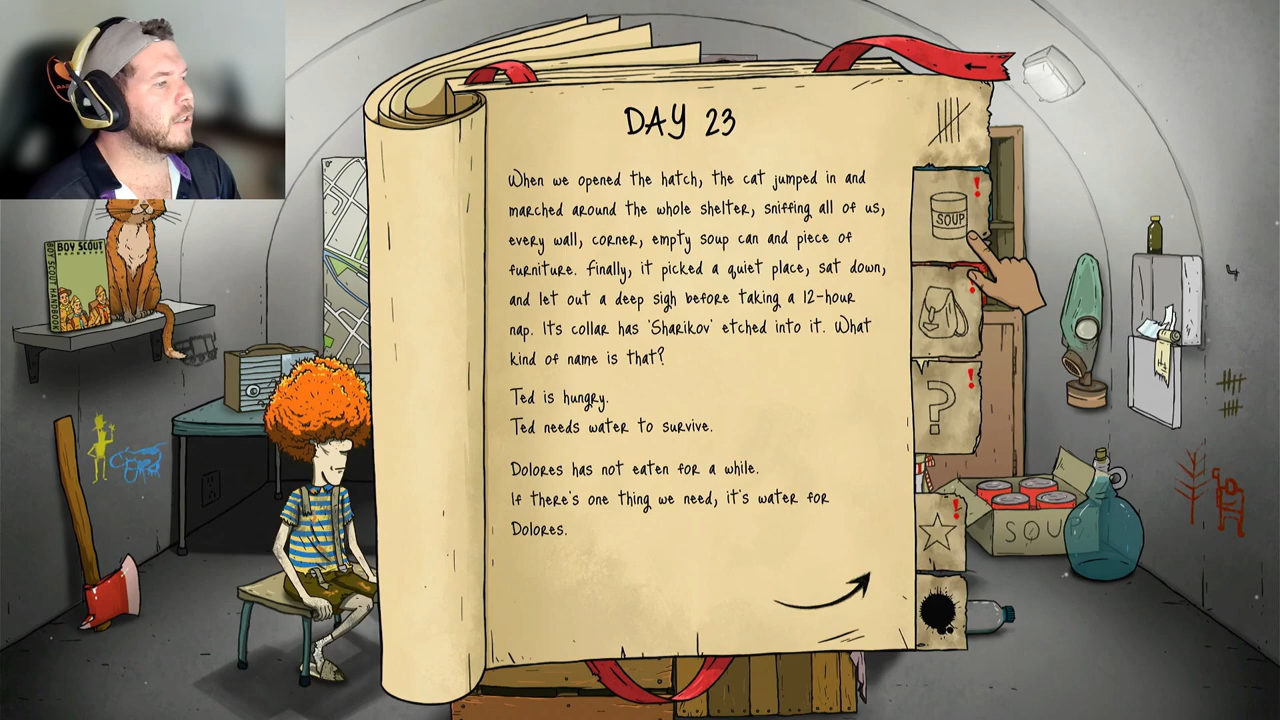 DAY 23
When we opened the hatch, the cat jumped in and
marched around the whole shelter, sniffing all of us,
every wall, corner, empty soup can and piece of
furniture. Finally, it picked a quiet place, sat down,
and let out a deep sigh before taking a 12-hour
nap. Its collar has 'Sharikov' etched into it. What
kind of name is that?
Ted is hungry.
Ted needs water to survive.
Dolores has not eaten for a while.
If there's one thing we need, it's water for
Dolores.
SOUP
!
!
!
?
!
BOY SCOUT
BOY SCOUT HANDBOOK
SOUP